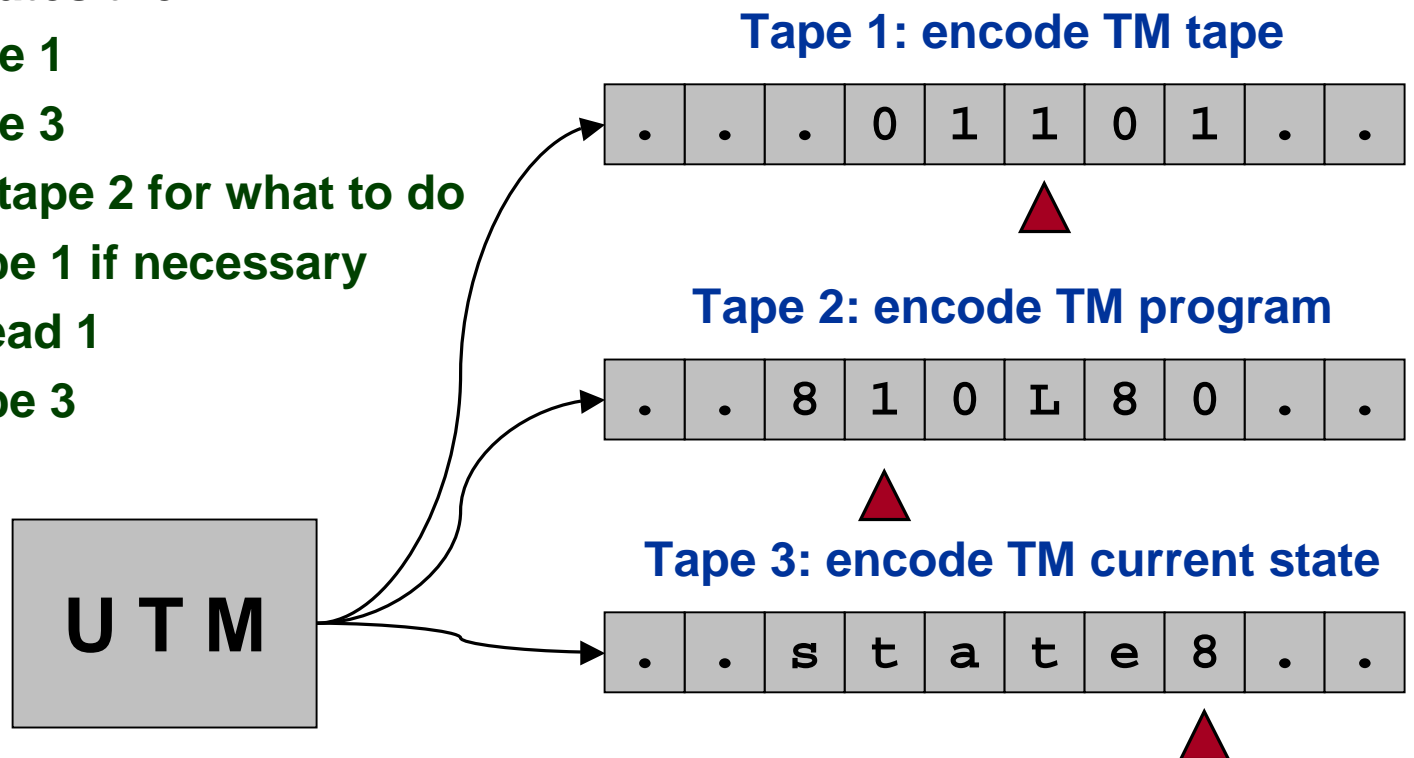 e 1
e 3
tape 2 for what to do
pe 1 if necessary
ead 1
pe 3
U T M
Tape 1: encode TM tape
. . . 0 1 1 0 1 . .
Tape 2: encode TM program
. . 8 1 0 L 8 0 . .
Tape 3: encode TM current state
. . s t a t e 8 . .